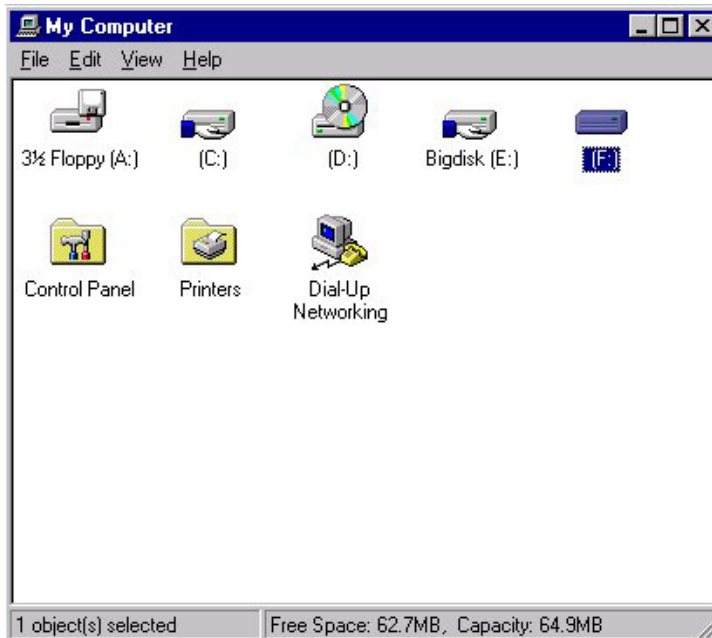 My Computer
File Edit View Help
3½ Floppy (A:) (C:) (D:) Bigdisk (E:) (F:)
Control Panel Printers Dial-Up
Networking
1 object(s) selected Free Space: 62.7MB, Capacity: 64.9MB